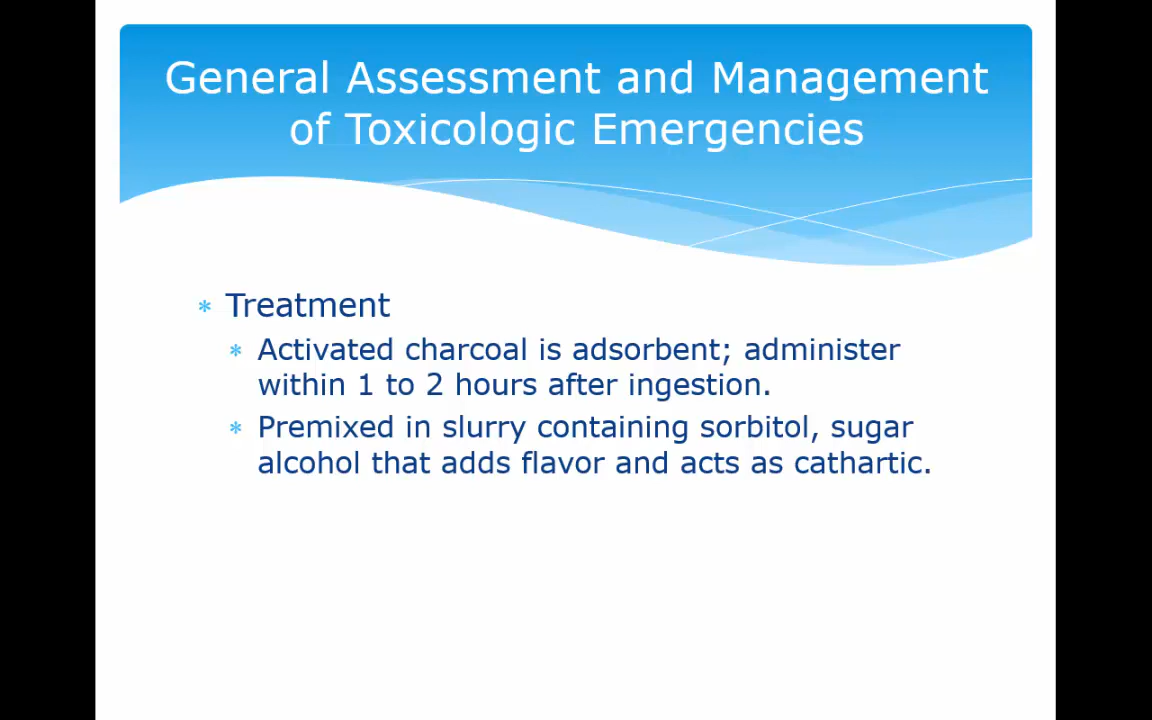 General Assessment and Management
of Toxicologic Emergencies
* Treatment
* Activated charcoal is adsorbent; administer
within 1 to 2 hours after ingestion.
* Premixed in slurry containing sorbitol, sugar
alcohol that adds flavor and acts as cathartic.